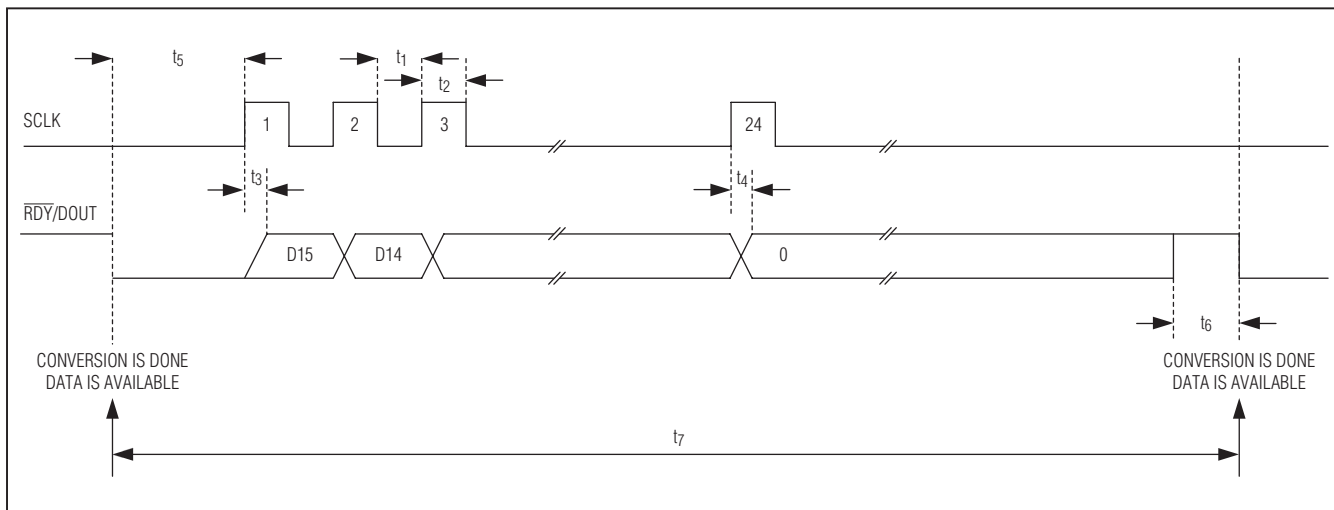 t5
t1
t2
SCLK
1
2
3
24
t3
t4
RDY/DOUT
D15
D14
0
t6
CONVERSION IS DONE
DATA IS AVAILABLE
CONVERSION IS DONE
DATA IS AVAILABLE
t7